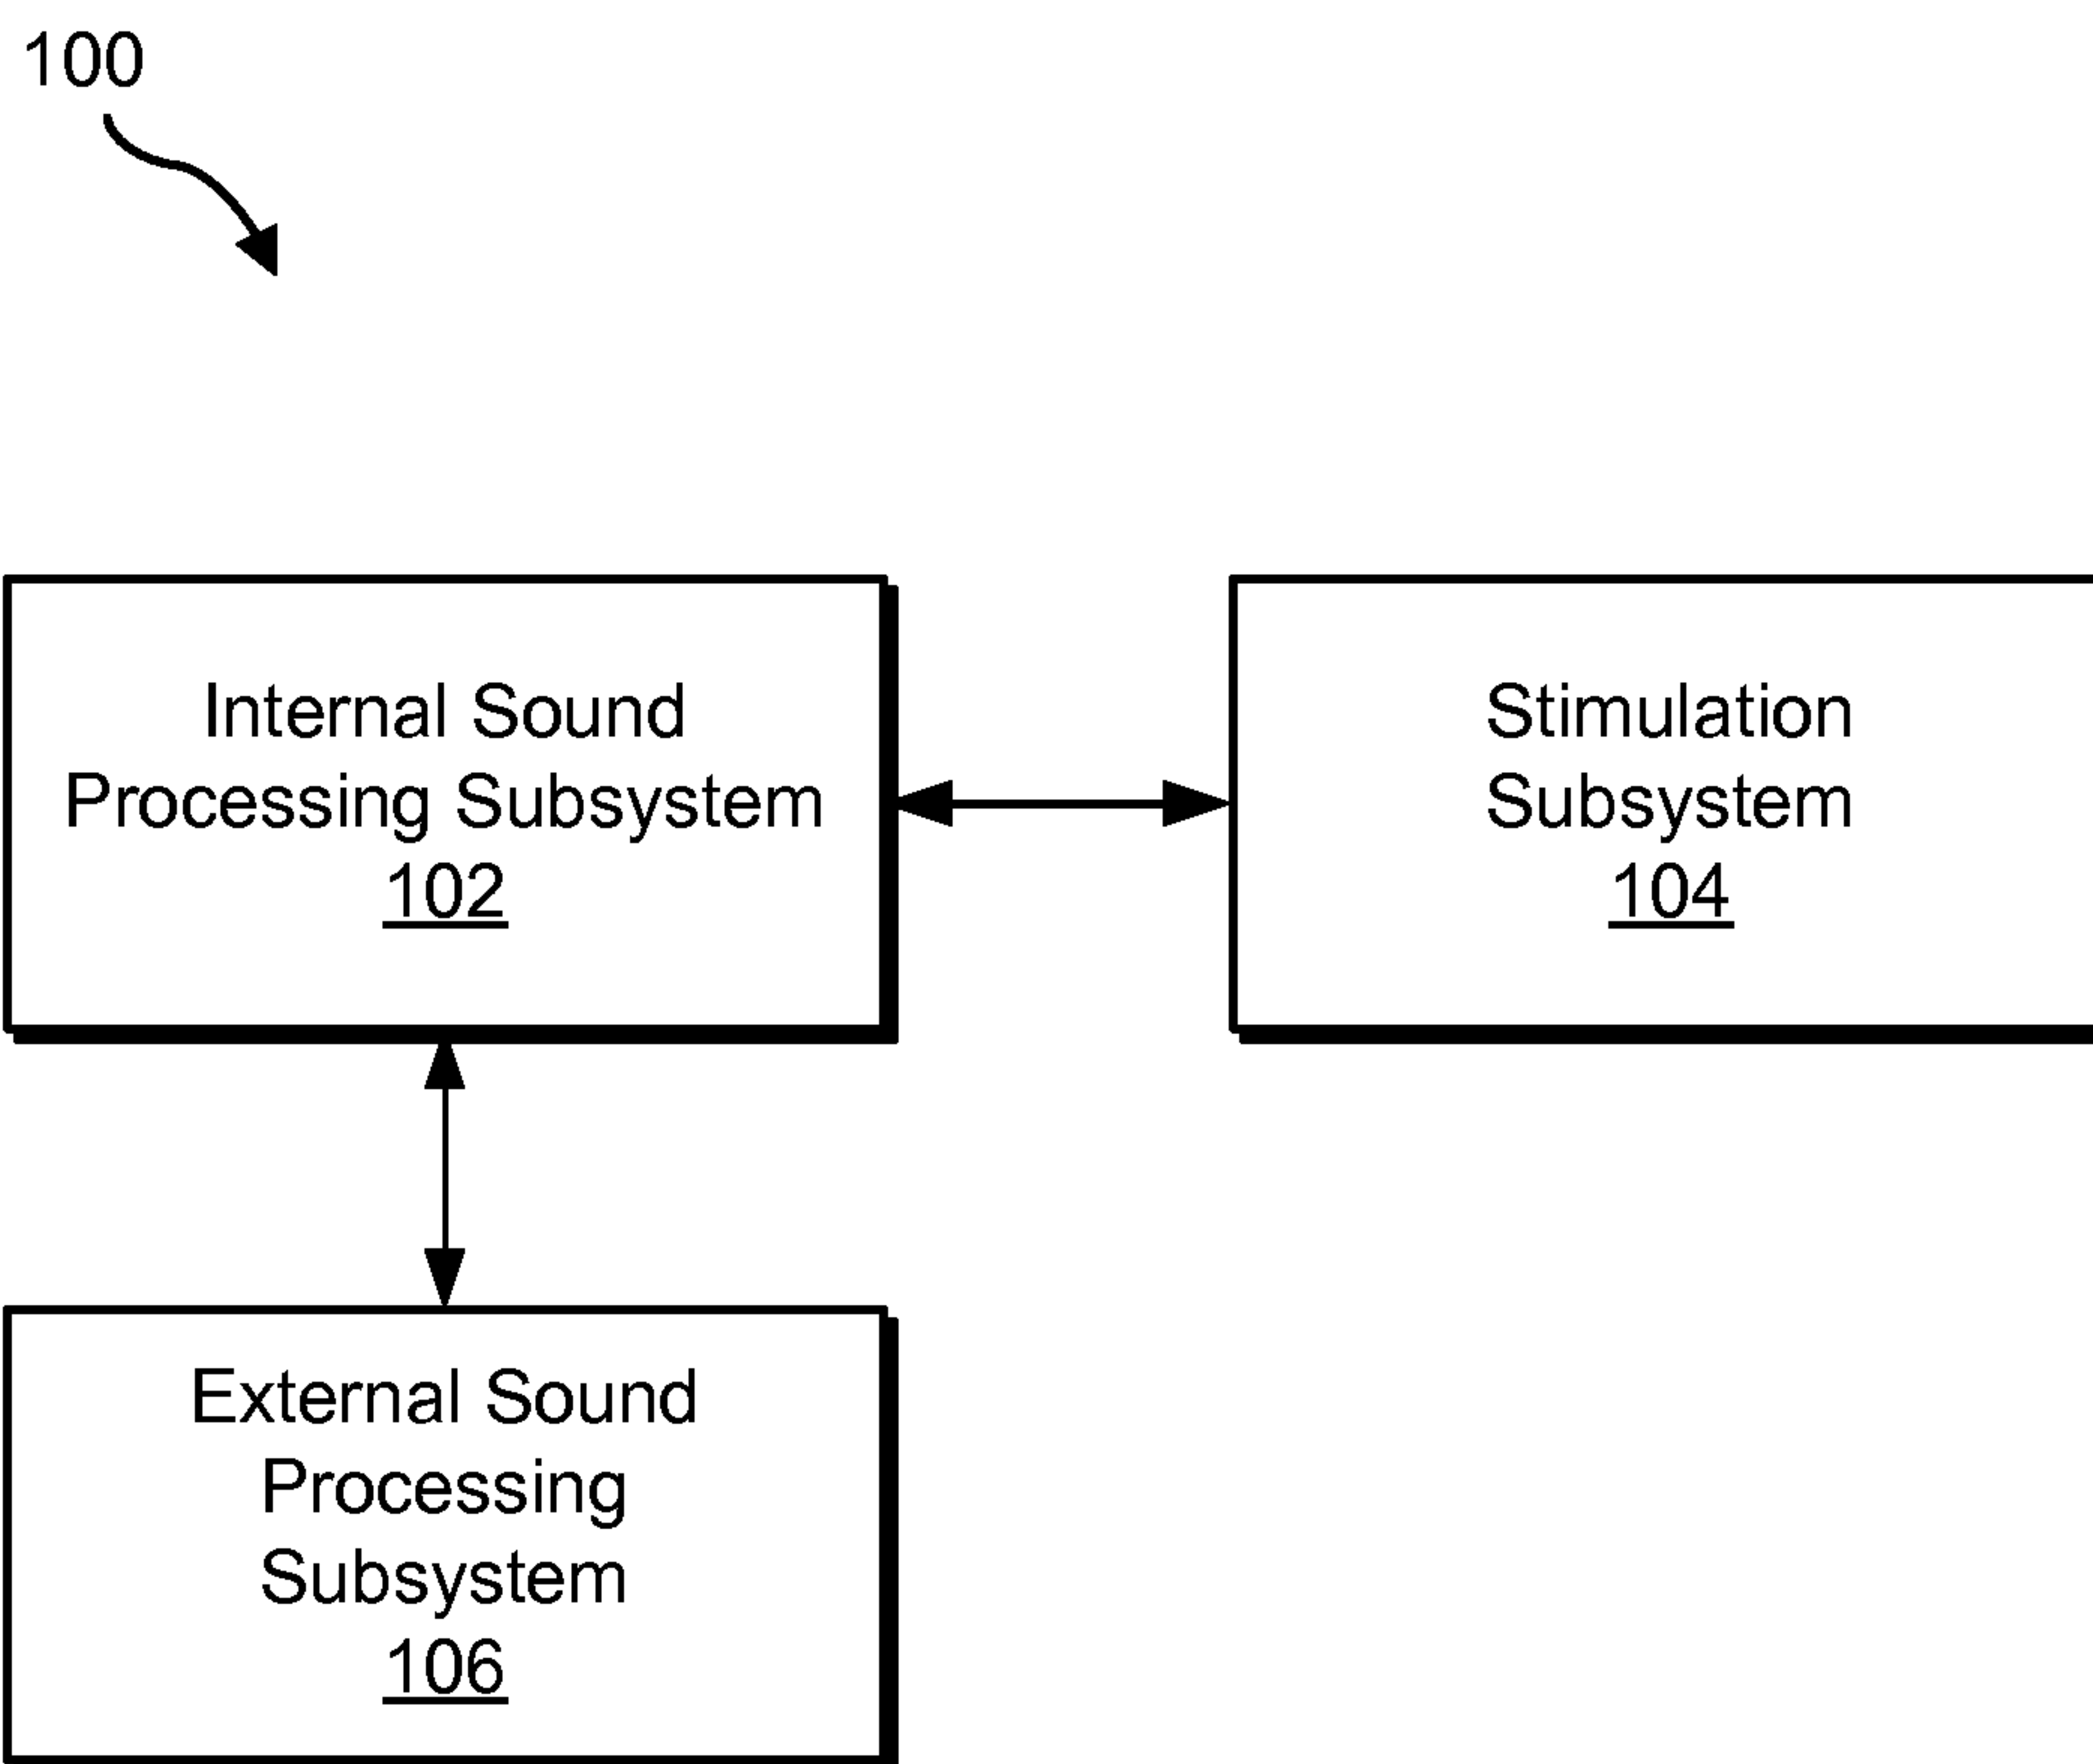 100
Internal Sound
Processing Subsystem
102
Stimulation
Subsystem
104
External Sound
Processing
Subsystem
106